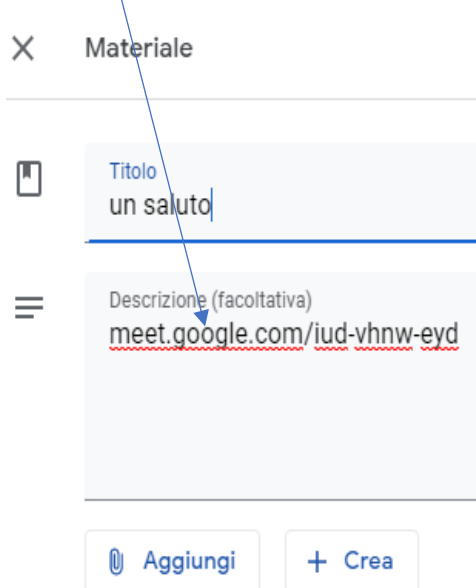 Materiale
Titolo
un saluto
Descrizione (facoltativa)
meet.google.com/iud-vhnw-eyd
Aggiungi
+ Crea